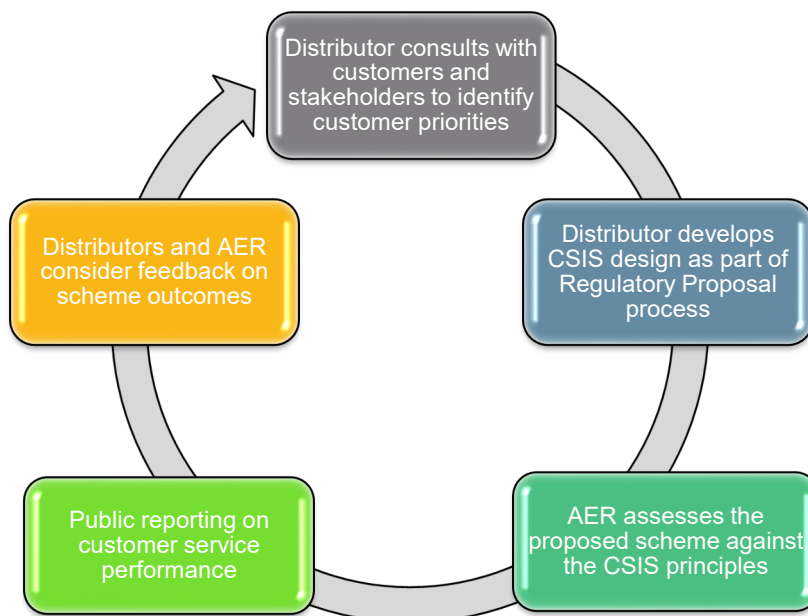 Distributor consults with
customers and
stakeholders to identify
customer priorities
Distributor develops
CSIS design as part of
Regulatory Proposal
process
AER assesses the
proposed scheme against
the CSIS principles
Public reporting on
customer service
performance
Distributors and AER
consider feedback on
scheme outcomes